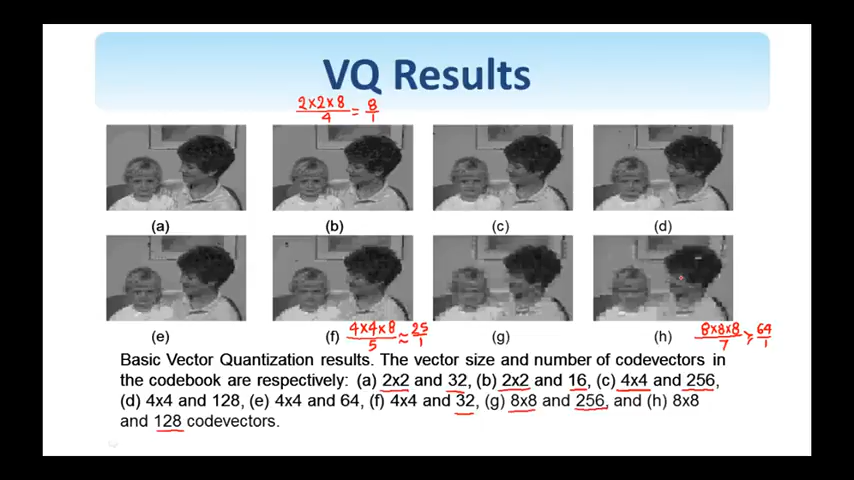 VQ Results
2×2×8/4 = 8/1
(a) (b) (c) (d)
(e) (f) 4×4×8/5 ≈ 25/1 (g) (h) 8×8×8/7 > 64/1
Basic Vector Quantization results. The vector size and number of codevectors in
the codebook are respectively: (a) 2x2 and 32, (b) 2x2 and 16, (c) 4x4 and 256,
(d) 4x4 and 128, (e) 4x4 and 64, (f) 4x4 and 32, (g) 8x8 and 256, and (h) 8x8
and 128 codevectors.